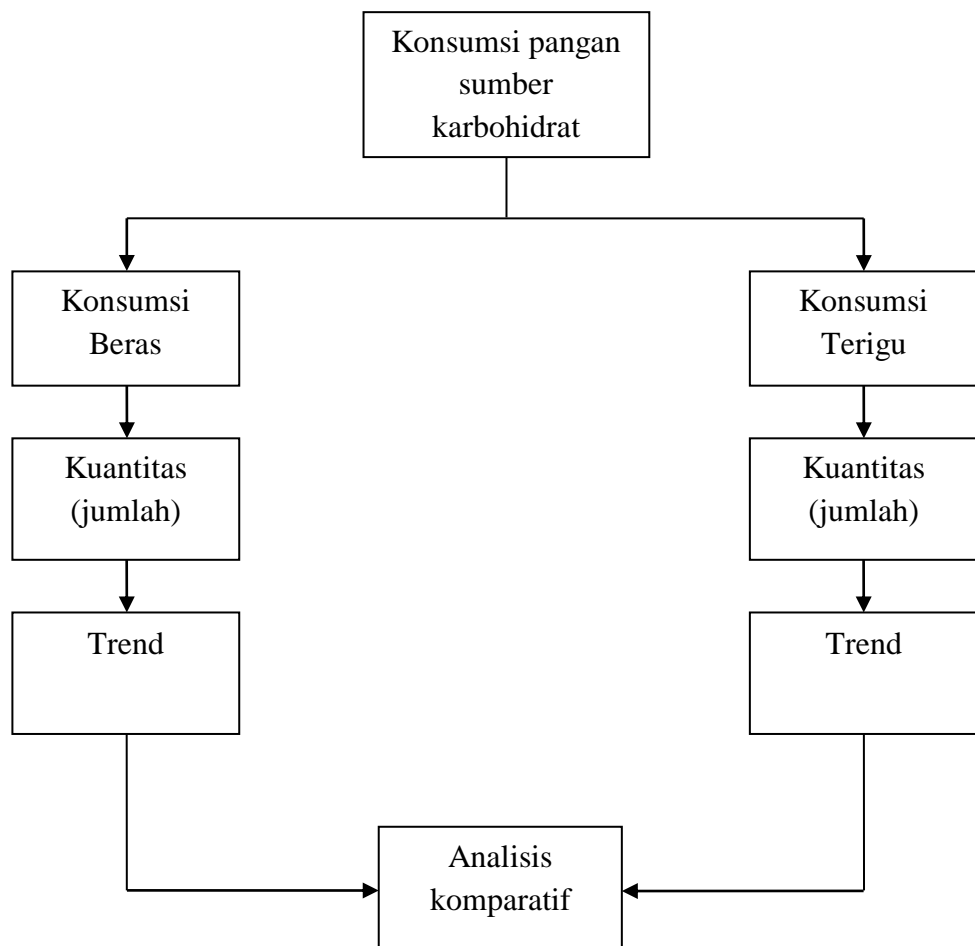 Konsumsi pangan
sumber
karbohidrat
Konsumsi
Beras
Konsumsi
Terigu
Kuantitas
(jumlah)
Kuantitas
(jumlah)
Trend
Trend
Analisis
komparatif